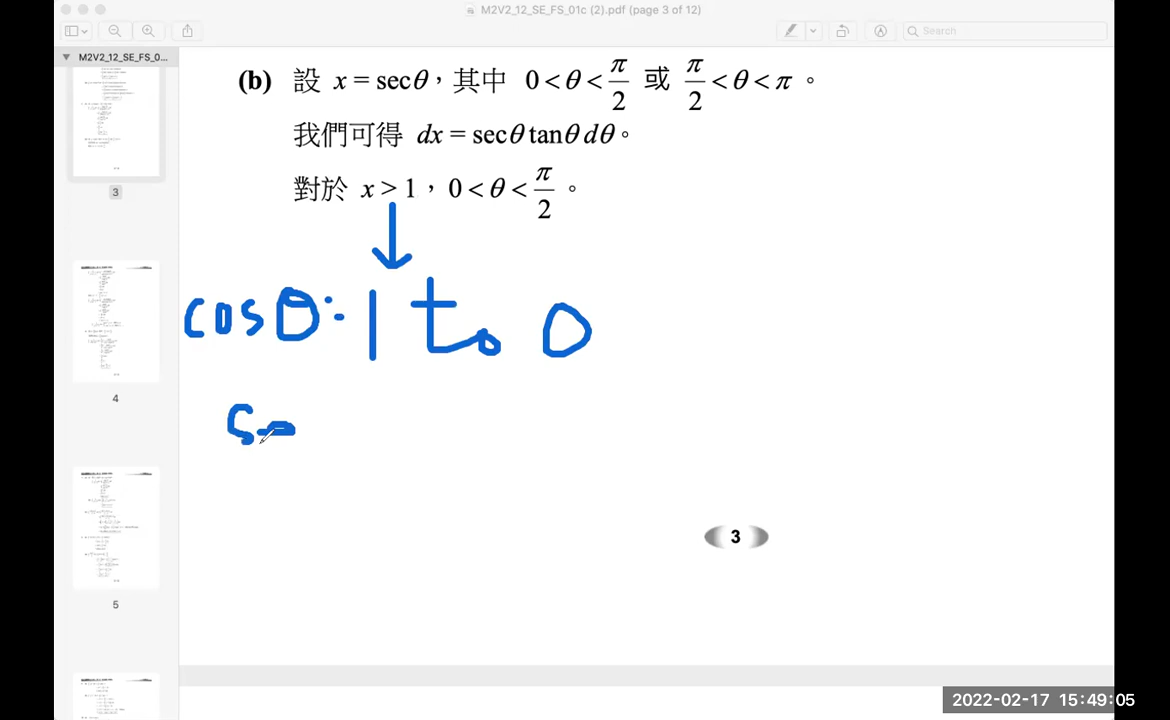 M2V2_12_SE_FS_01c (2).pdf (page 3 of 12)
Search
M2V2_12_SE_FS_0...
(b) 設 x = secθ，其中 0 < θ < π/2 或 π/2 < θ < π。
我們可得 dx = secθ tanθ dθ。
對於 x > 1，0 < θ < π/2。
cosθ: 1 to 0
3
3
4
5
2022-02-17 15:49:05